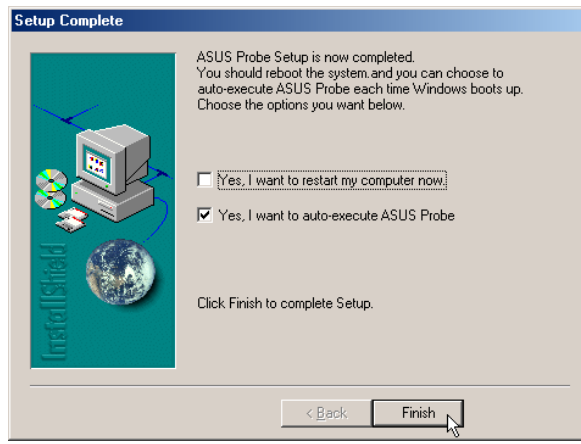 Setup Complete
ASUS Probe Setup is now completed.
You should reboot the system.and you can choose to
auto-execute ASUS Probe each time Windows boots up.
Choose the options you want below.
Yes, I want to restart my computer now.
Yes, I want to auto-execute ASUS Probe
InstallShield
Click Finish to complete Setup.
< Back
Finish